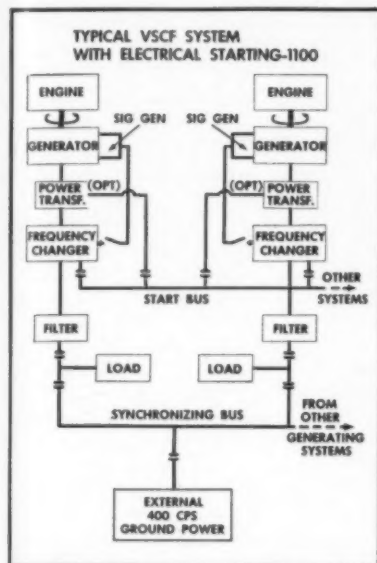 TYPICAL VSCF SYSTEM
WITH ELECTRICAL STARTING-1100
ENGINE
ENGINE
SIG GEN
SIG GEN
GENERATOR
GENERATOR
POWER
TRANSF.
(OPT)
(OPT)
POWER
TRANSF.
FREQUENCY
CHANGER
FREQUENCY
CHANGER
START BUS
OTHER
SYSTEMS
FILTER
FILTER
LOAD
LOAD
SYNCHRONIZING BUS
FROM
OTHER
GENERATING
SYSTEMS
EXTERNAL
400 CPS
GROUND POWER